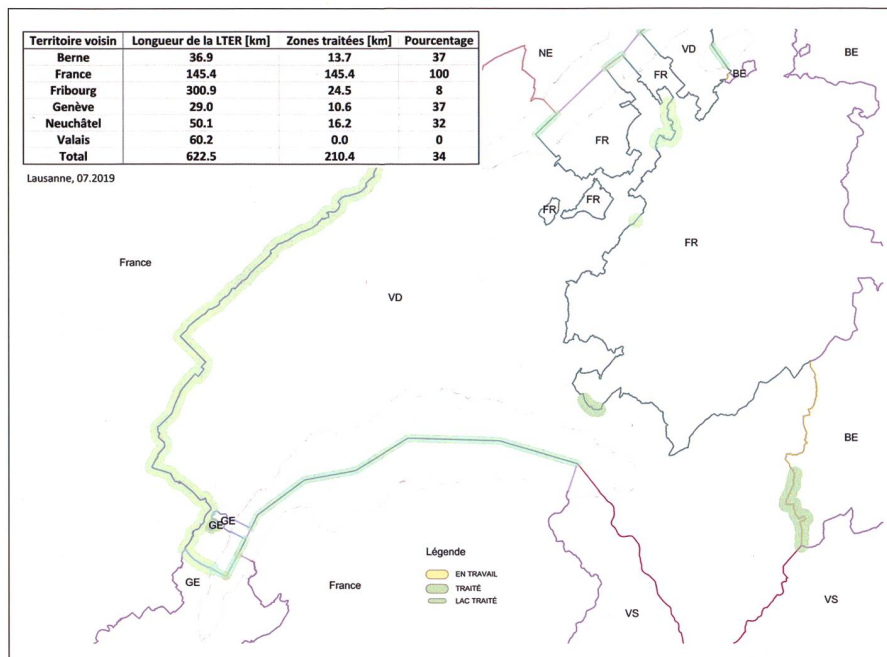 Territoire voisin Longueur de la LTER [km] Zones traitées [km] Pourcentage
Berne 36.9 13.7 37
France 145.4 145.4 100
Fribourg 300.9 24.5 8
Genève 29.0 10.6 37
Neuchâtel 50.1 16.2 32
Valais 60.2 0.0 0
Total 622.5 210.4 34
Lausanne, 07.2019
NE
VD
BE
FR
BE
FR
FR
FR
FR
France
VD
BE
GE
GE
GE
France
VS
VS
Légende
EN TRAVAIL
TRAITÉ
LAC TRAITÉ